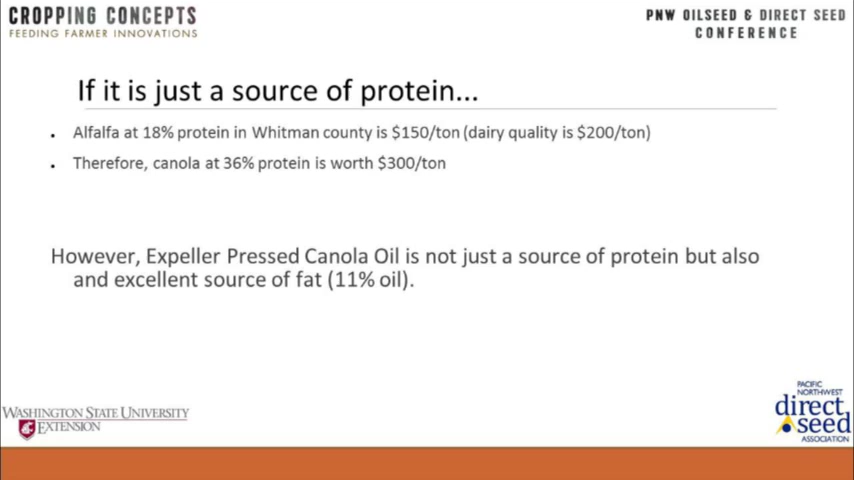 CROPPING CONCEPTS
FEEDING FARMER INNOVATIONS
PNW OILSEED & DIRECT SEED
CONFERENCE
If it is just a source of protein...
• Alfalfa at 18% protein in Whitman county is $150/ton (dairy quality is $200/ton)
• Therefore, canola at 36% protein is worth $300/ton
However, Expeller Pressed Canola Oil is not just a source of protein but also
and excellent source of fat (11% oil).
WASHINGTON STATE UNIVERSITY
EXTENSION
PACIFIC
NORTHWEST
direct
seed
ASSOCIATION